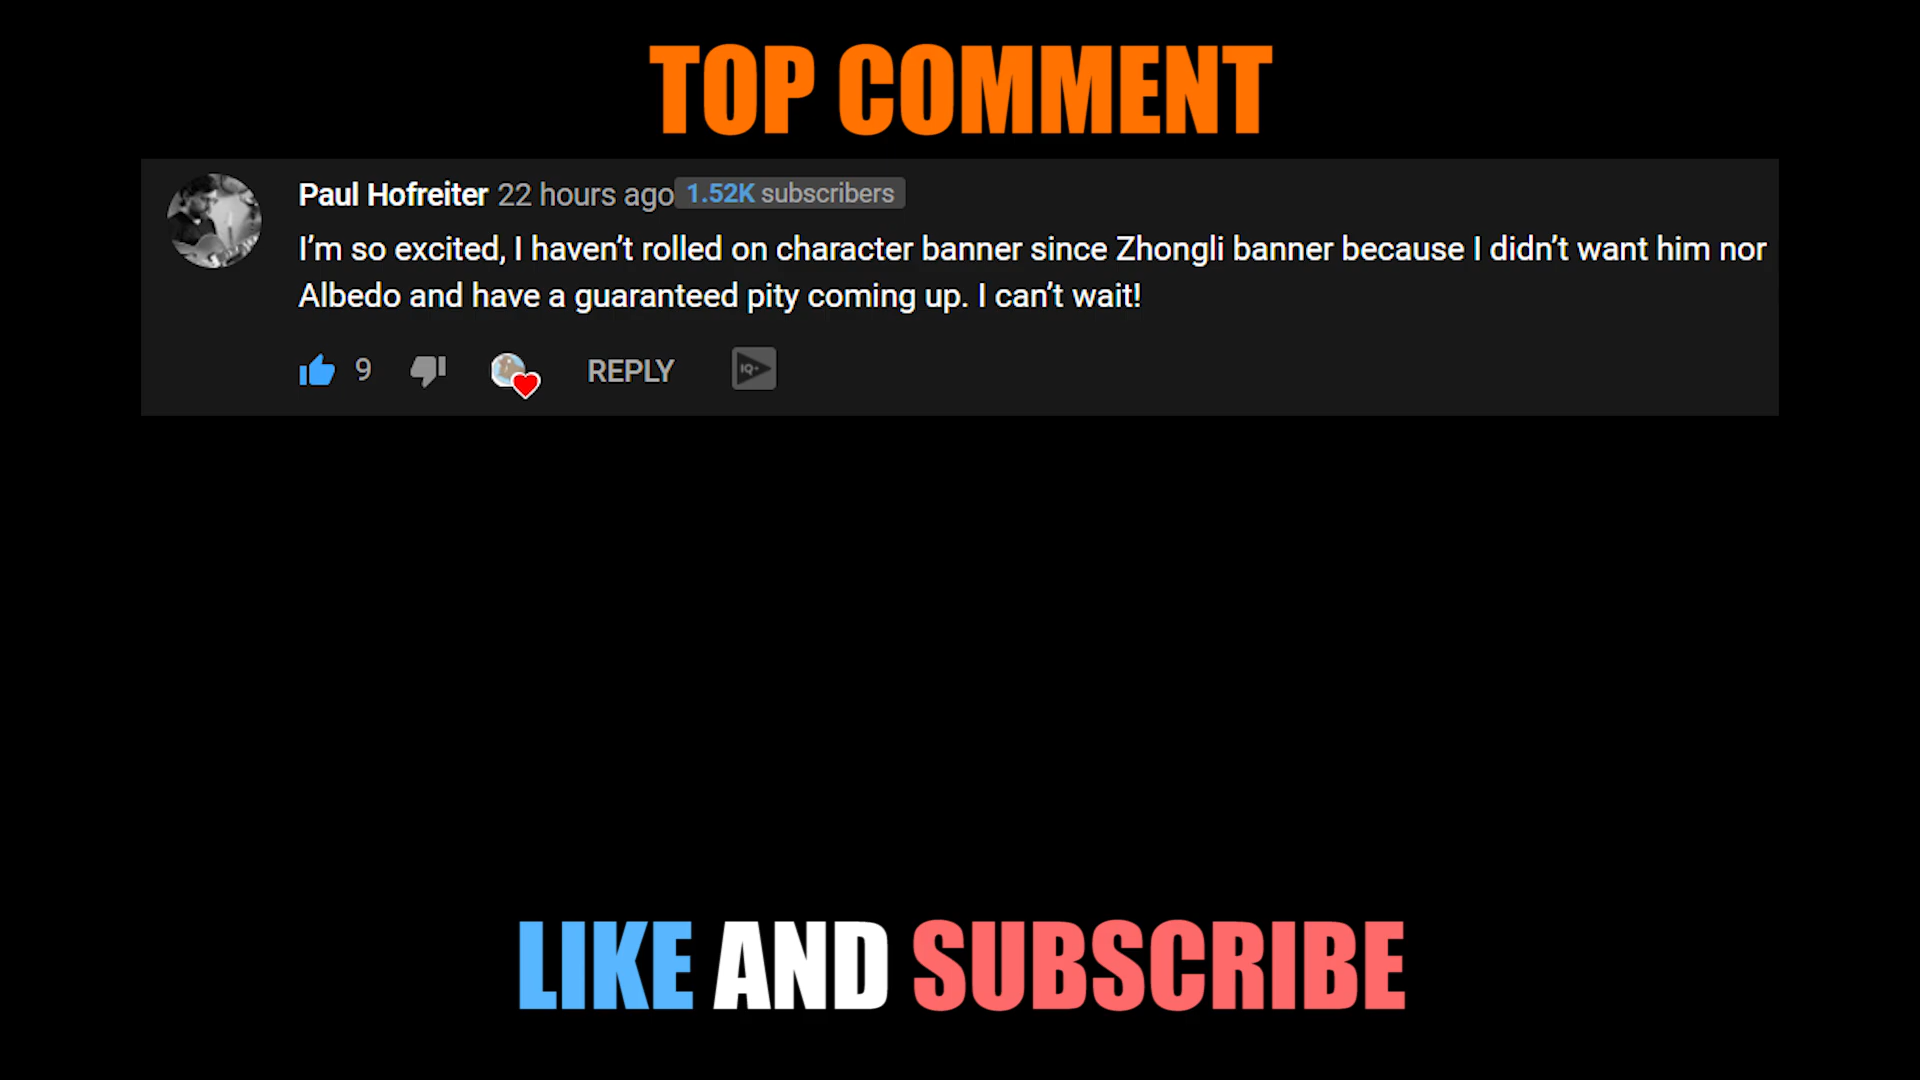 TOP COMMENT
Paul Hofreiter 22 hours ago 1.52K subscribers
I’m so excited, I haven’t rolled on character banner since Zhongli banner because I didn’t want him nor
Albedo and have a guaranteed pity coming up. I can’t wait!
9 REPLY IQ+
LIKE AND SUBSCRIBE